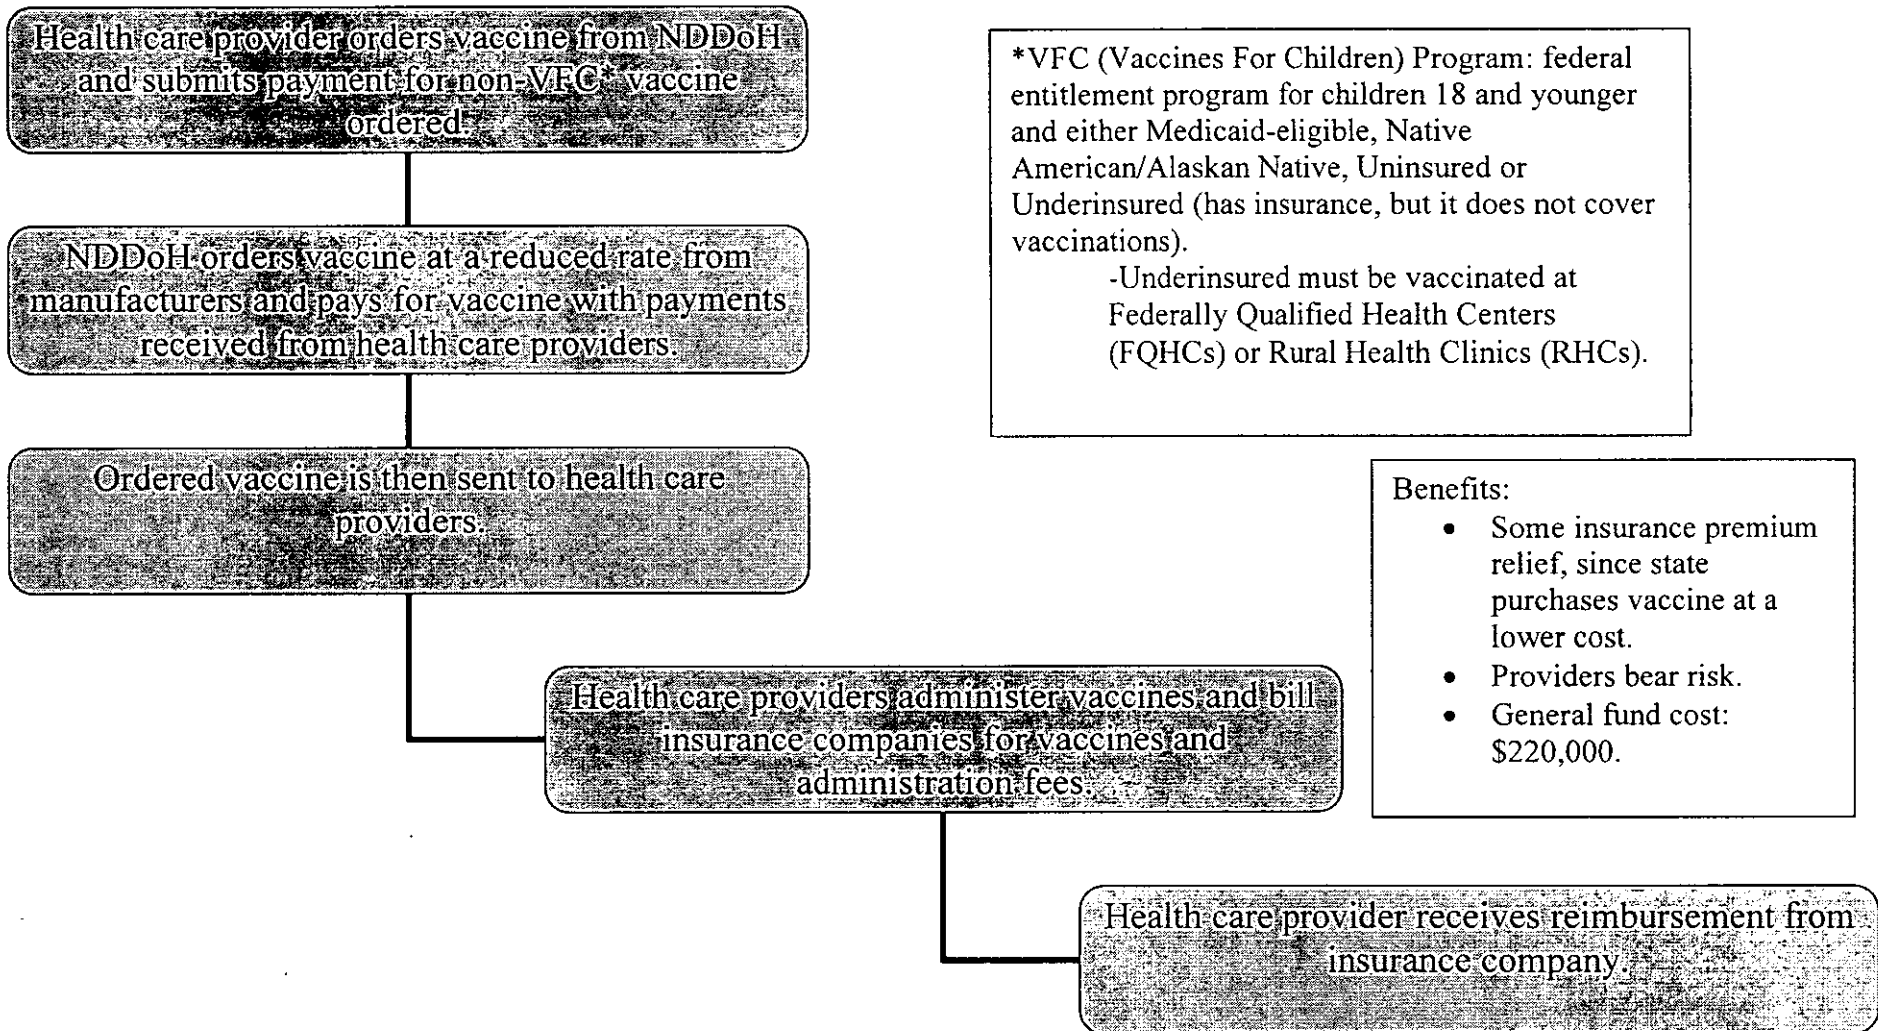 Health care provider orders vaccine from NDDoH
and submits payment for non-VFC* vaccine
ordered.
*VFC (Vaccines For Children) Program: federal
entitlement program for children 18 and younger
and either Medicaid-eligible, Native
American/Alaskan Native, Uninsured or
Underinsured (has insurance, but it does not cover
vaccinations).
-Underinsured must be vaccinated at
Federally Qualified Health Centers
(FQHCs) or Rural Health Clinics (RHCs).
NDDoH orders vaccine at a reduced rate from
manufacturers and pays for vaccine with payments
received from health care providers.
Ordered vaccine is then sent to health care
providers.
Benefits:
• Some insurance premium
relief, since state
purchases vaccine at a
lower cost.
• Providers bear risk.
• General fund cost:
$220,000.
Health care providers administer vaccines and bill
insurance companies for vaccines and
administration fees.
Health care provider receives reimbursement from
insurance company.